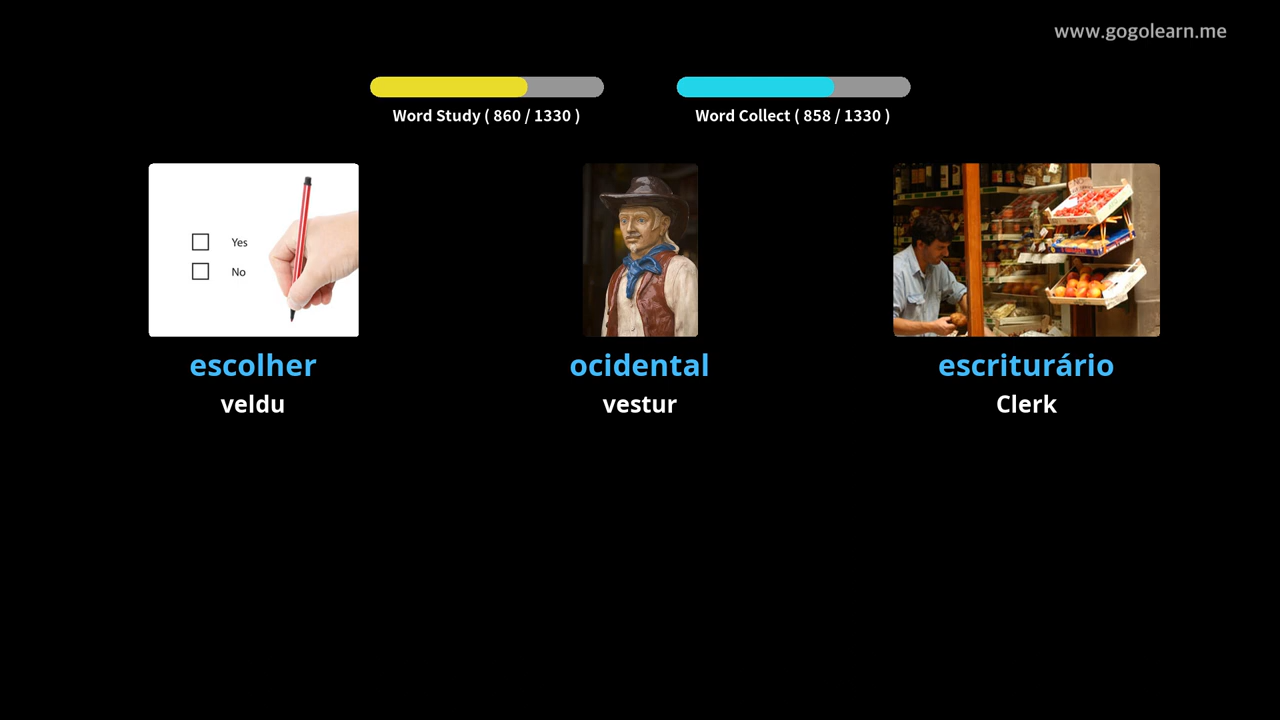 www.gogolearn.me
Word Study ( 860 / 1330 )
Word Collect ( 858 / 1330 )
Yes
No
escolher
ocidental
escriturário
veldu
vestur
Clerk